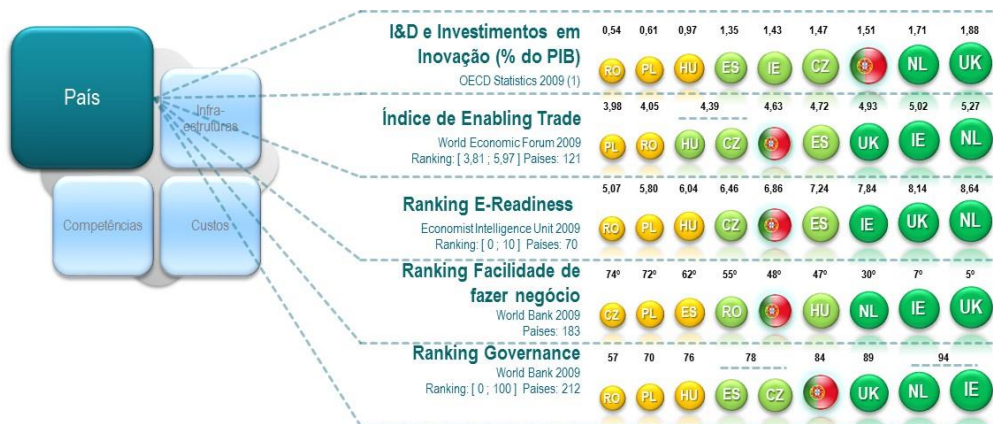 País
Infra-
estruturas
Competências
Custos
I&D e Investimentos em
Inovação (% do PIB)
OECD Statistics 2009 (1)
0,54 0,61 0,97 1,35 1,43 1,47 1,51 1,71 1,88
RO PL HU ES IE CZ NL UK
Índice de Enabling Trade
World Economic Forum 2009
Ranking: [ 3,81 ; 5,97 ] Países: 121
3,98 4,05 4,39 4,63 4,72 4,93 5,02 5,27
PL RO HU CZ ES UK IE NL
Ranking E-Readiness
Economist Intelligence Unit 2009
Ranking: [ 0 ; 10 ] Países: 70
5,07 5,80 6,04 6,46 6,86 7,24 7,84 8,14 8,64
RO PL HU CZ ES IE UK NL
Ranking Facilidade de
fazer negócio
World Bank 2009
Países: 183
74º 72º 62º 55º 48º 47º 30º 7º 5º
CZ PL ES RO HU NL IE UK
Ranking Governance
World Bank 2009
Ranking: [ 0 ; 100 ] Países: 212
57 70 76 78 84 89 94
RO PL HU ES CZ UK NL IE